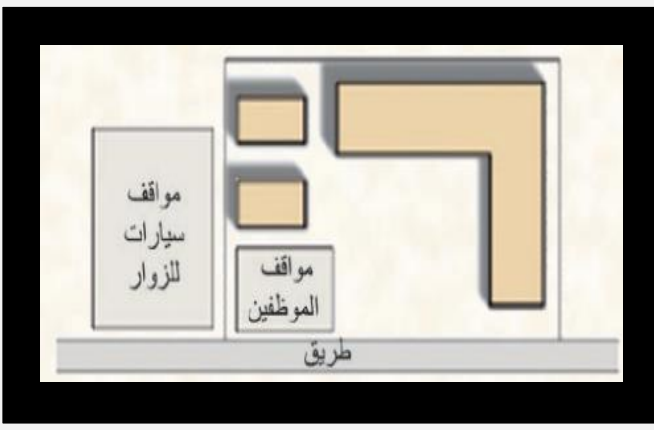 مواقف
سيارات
للزوار
مواقف
الموظفين
طريق